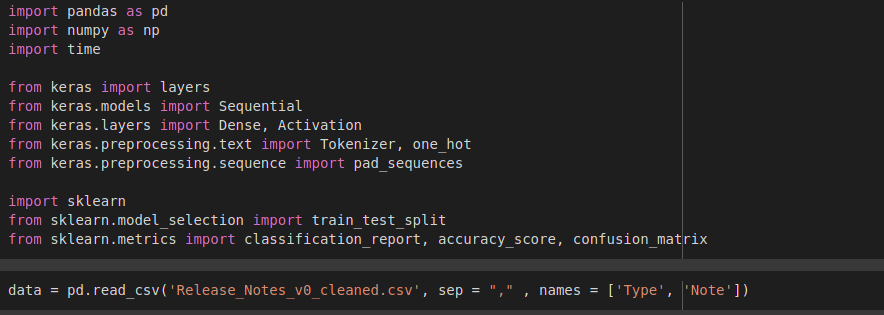 import pandas as pd
import numpy as np
import time
from keras import layers
from keras.models import Sequential
from keras.layers import Dense, Activation
from keras.preprocessing.text import Tokenizer, one_hot
from keras.preprocessing.sequence import pad_sequences
import sklearn
from sklearn.model_selection import train_test_split
from sklearn.metrics import classification_report, accuracy_score, confusion_matrix
data = pd.read_csv('Release_Notes_v0_cleaned.csv', sep = "," , names = ['Type', 'Note'])